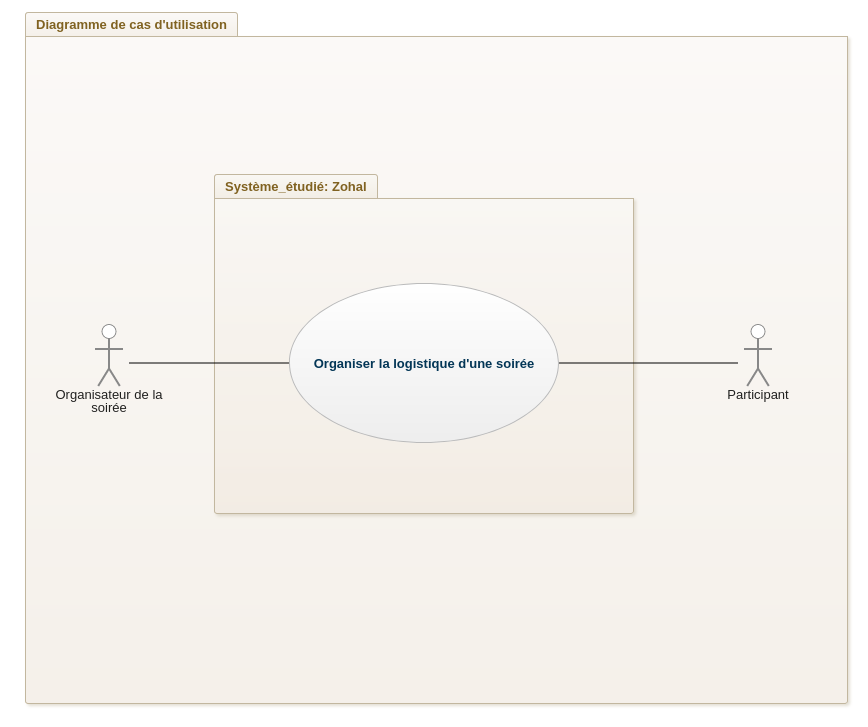 Diagramme de cas d'utilisation
Système_étudié: Zohal
Organiser la logistique d'une soirée
Organisateur de la
soirée
Participant